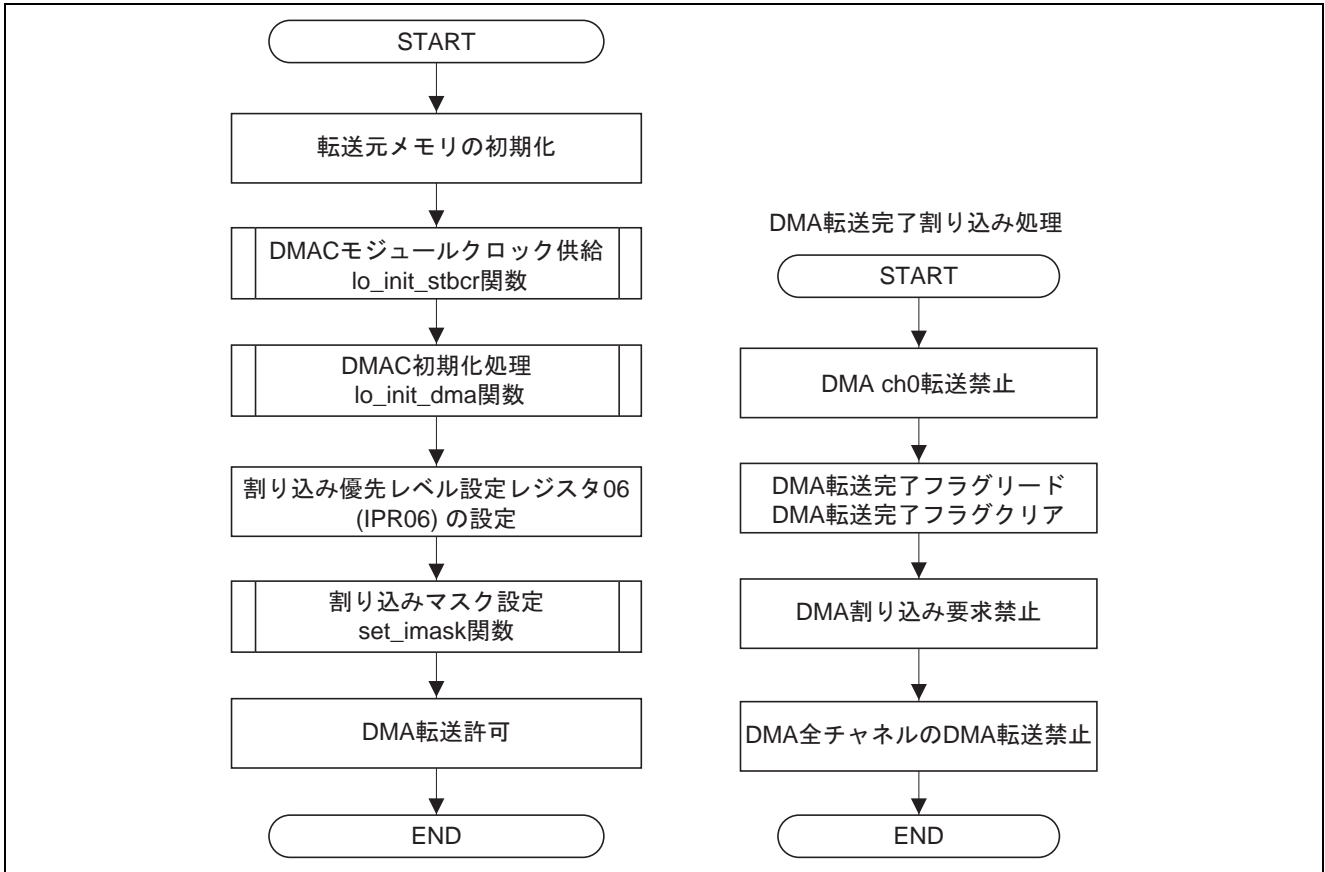 START
転送元メモリの初期化
DMACモジュールクロック供給
lo_init_stbcr関数
DMAC初期化処理
lo_init_dma関数
割り込み優先レベル設定レジスタ06
(IPR06) の設定
割り込みマスク設定
set_imask関数
DMA転送許可
END
DMA転送完了割り込み処理
START
DMA ch0転送禁止
DMA転送完了フラグリード
DMA転送完了フラグクリア
DMA割り込み要求禁止
DMA全チャネルのDMA転送禁止
END